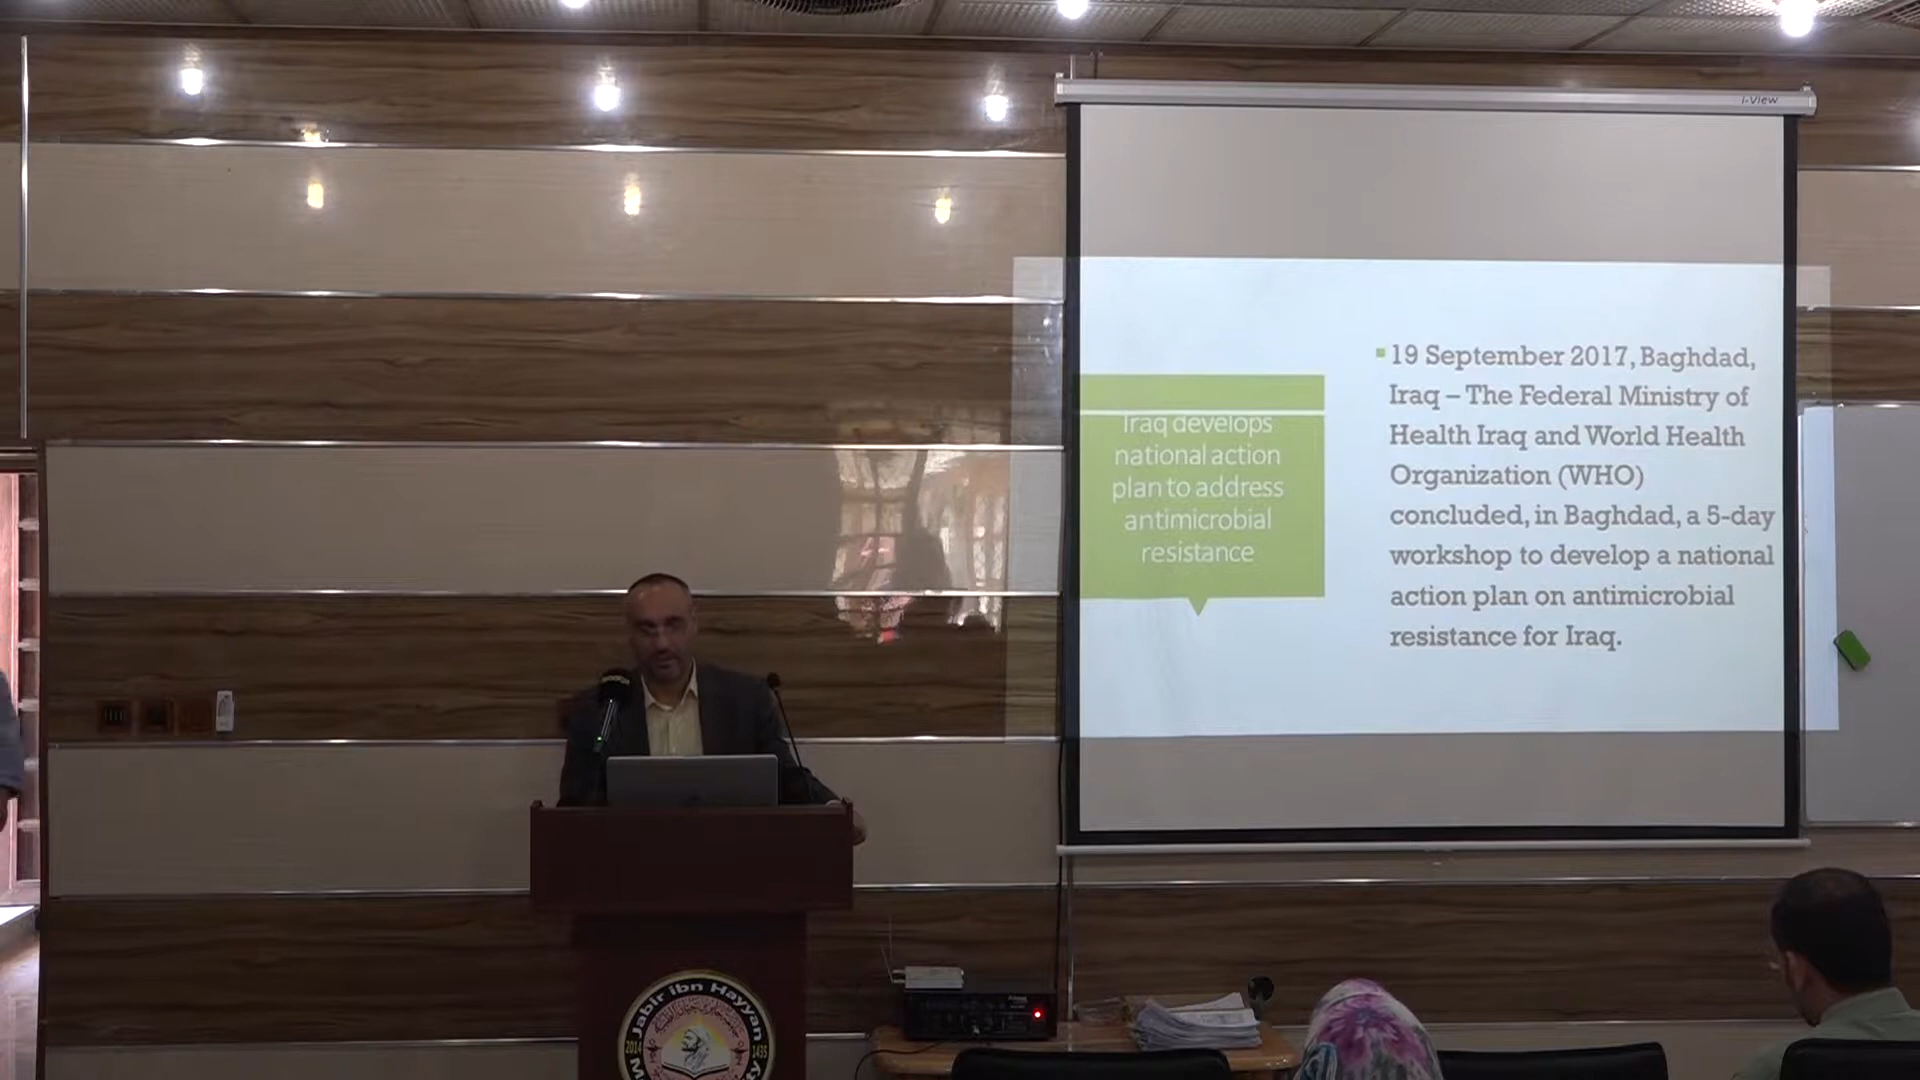 i-View
Iraq develops
national action
plan to address
antimicrobial
resistance
19 September 2017, Baghdad,
Iraq – The Federal Ministry of
Health Iraq and World Health
Organization (WHO)
concluded, in Baghdad, a 5-day
workshop to develop a national
action plan on antimicrobial
resistance for Iraq.
Jabir ibn Hayyan
2014
1435